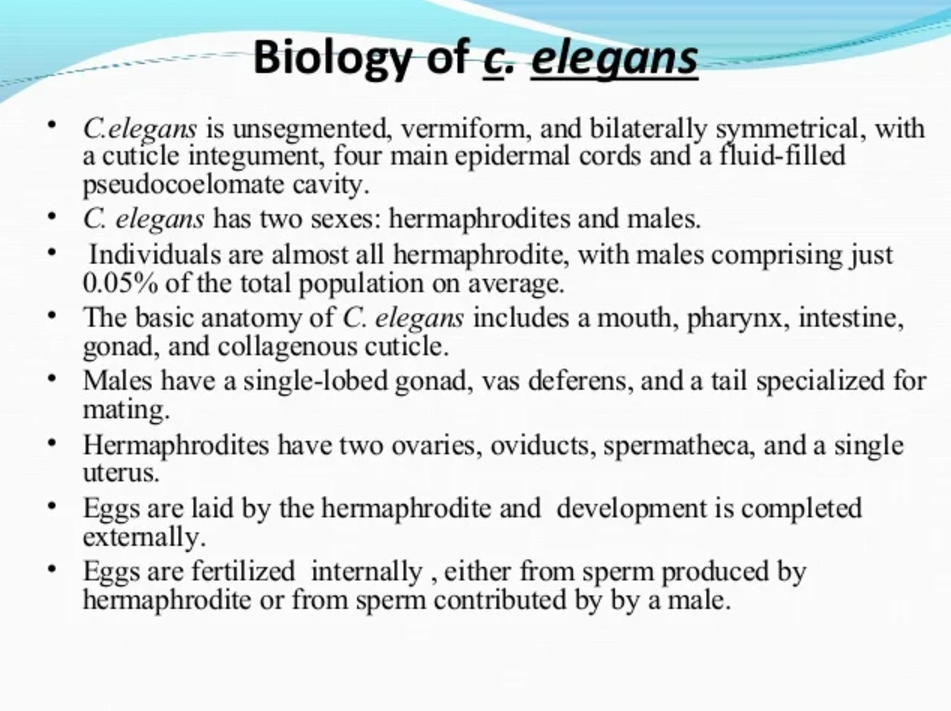 Biology of c. elegans
• C.elegans is unsegmented, vermiform, and bilaterally symmetrical, with
a cuticle integument, four main epidermal cords and a fluid-filled
pseudocoelomate cavity.
• C. elegans has two sexes: hermaphrodites and males.
• Individuals are almost all hermaphrodite, with males comprising just
0.05% of the total population on average.
• The basic anatomy of C. elegans includes a mouth, pharynx, intestine,
gonad, and collagenous cuticle.
• Males have a single-lobed gonad, vas deferens, and a tail specialized for
mating.
• Hermaphrodites have two ovaries, oviducts, spermatheca, and a single
uterus.
• Eggs are laid by the hermaphrodite and  development is completed
externally.
• Eggs are fertilized  internally , either from sperm produced by
hermaphrodite or from sperm contributed by by a male.